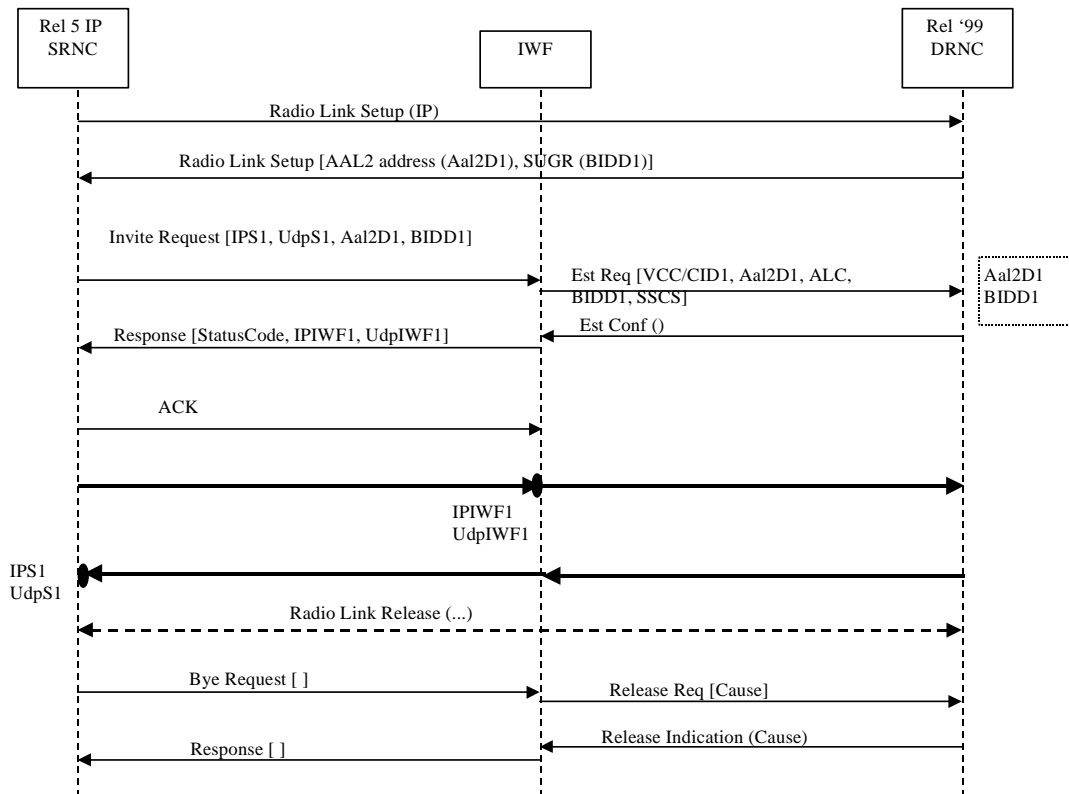 Rel 5 IP
SRNC
IWF
Rel ‘99
DRNC
Radio Link Setup (IP)
Radio Link Setup [AAL2 address (Aal2D1), SUGR (BIDD1)]
Invite Request [IPS1, UdpS1, Aal2D1, BIDD1]
Est Req [VCC/CID1, Aal2D1, ALC,
BIDD1, SSCS]
Aal2D1
BIDD1
Est Conf ()
Response [StatusCode, IPIWF1, UdpIWF1]
ACK
IPIWF1
UdpIWF1
IPS1
UdpS1
Radio Link Release (...)
Bye Request [ ]
Release Req [Cause]
Release Indication (Cause)
Response [ ]